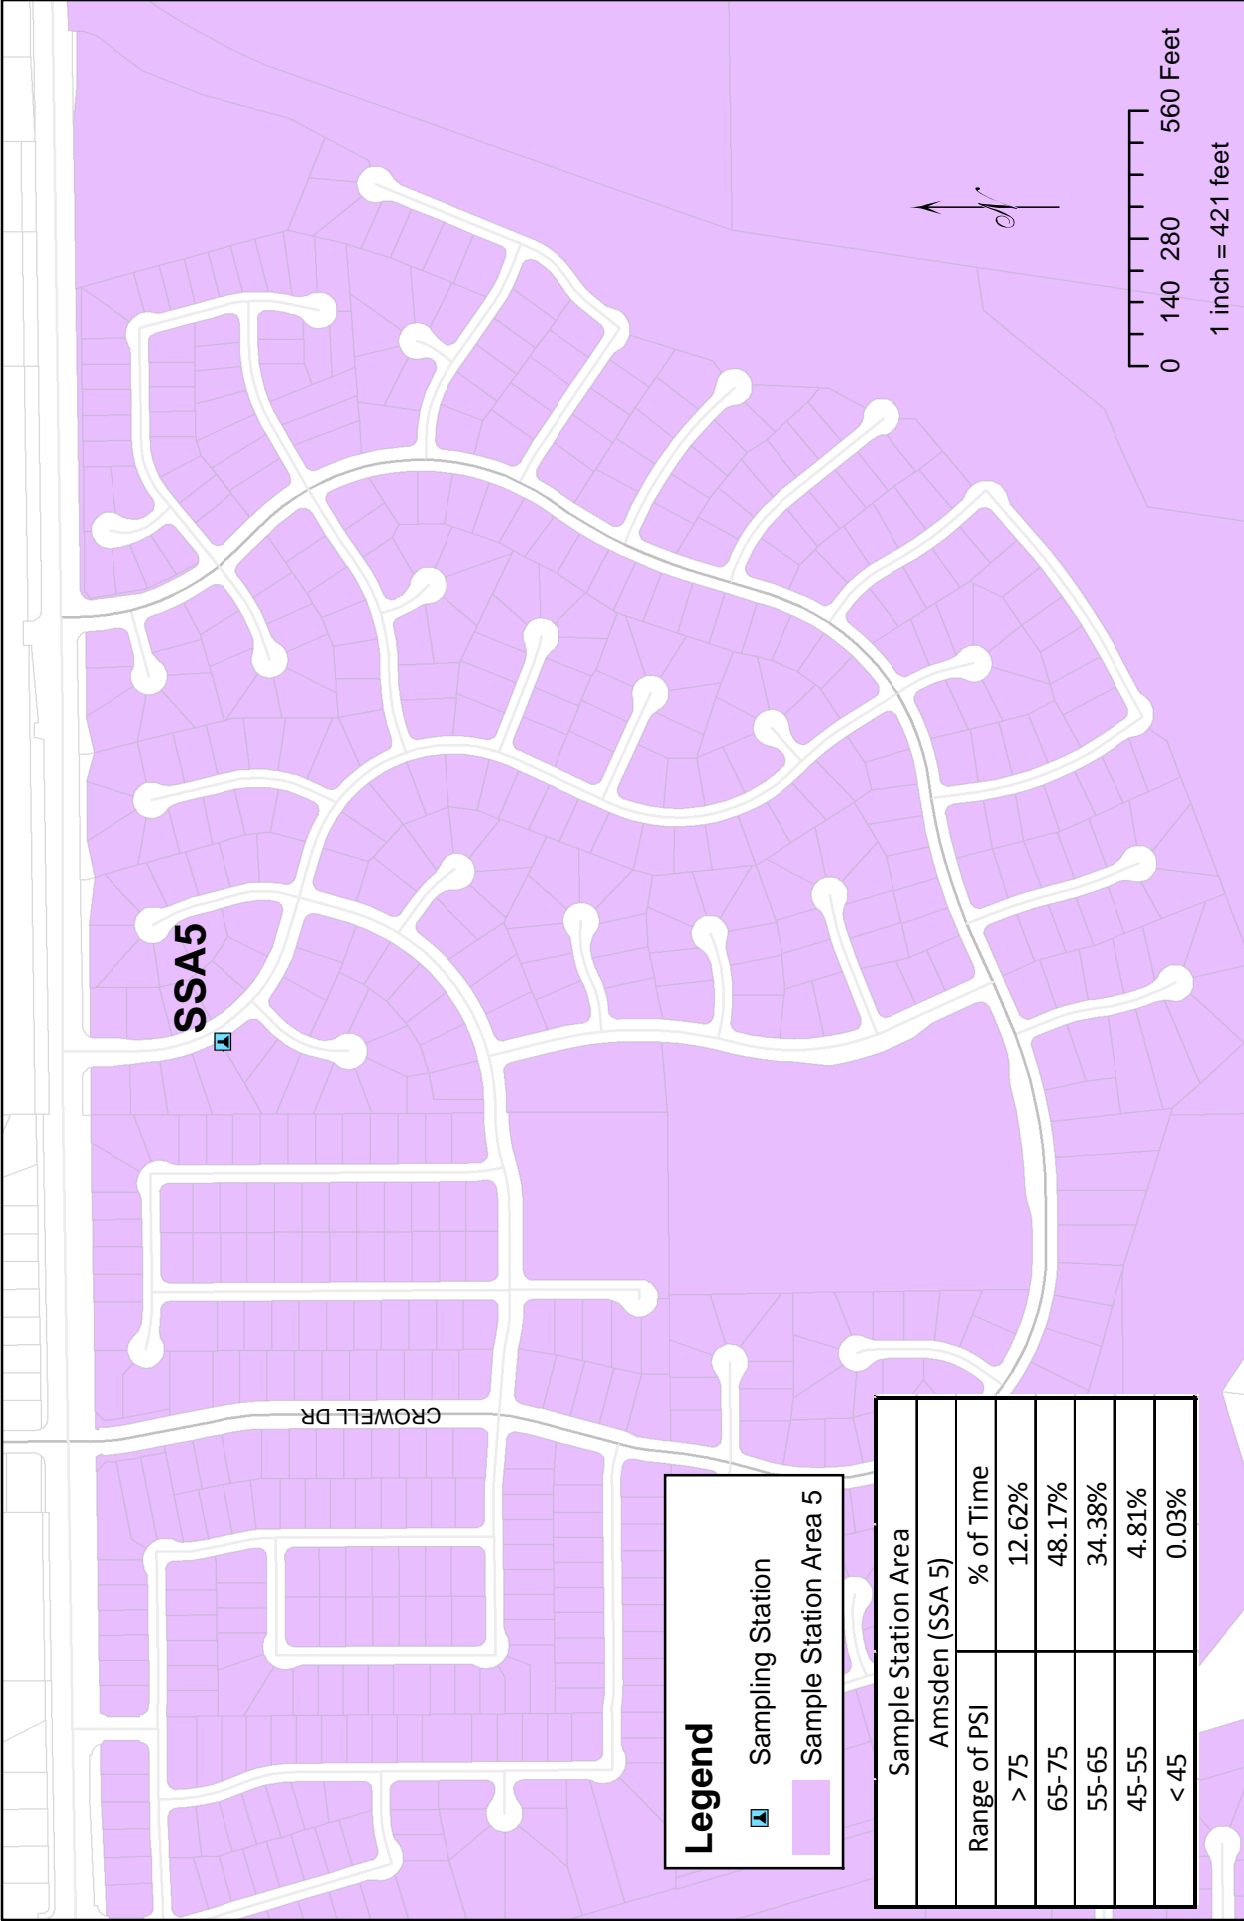 SSA5
CROWELL DR
Legend
Sampling Station
Sample Station Area 5
Sample Station Area
Amsden (SSA 5)
Range of PSI % of Time
> 75 12.62%
65-75 48.17%
55-65 34.38%
45-55 4.81%
< 45 0.03%
N
0 140 280 560 Feet
1 inch = 421 feet